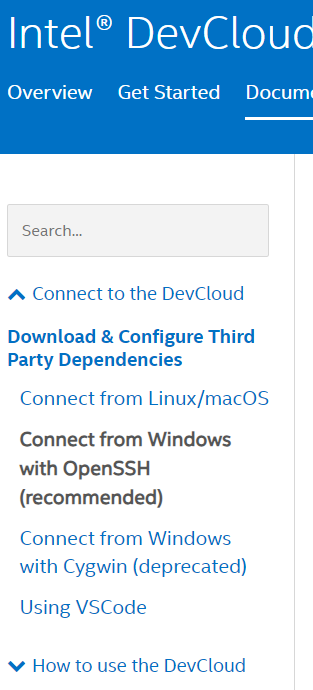 Intel® DevCloud
Overview Get Started Docume
Search...
Connect to the DevCloud
Download & Configure Third
Party Dependencies
Connect from Linux/macOS
Connect from Windows
with OpenSSH
(recommended)
Connect from Windows
with Cygwin (deprecated)
Using VSCode
How to use the DevCloud